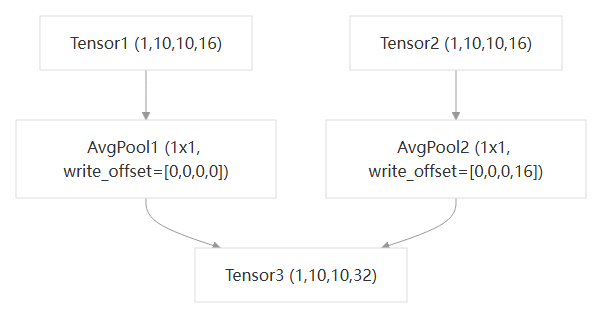 Tensor1 (1,10,10,16)
Tensor2 (1,10,10,16)
AvgPool1 (1x1,
write_offset=[0,0,0,0])
AvgPool2 (1x1,
write_offset=[0,0,0,16])
Tensor3 (1,10,10,32)